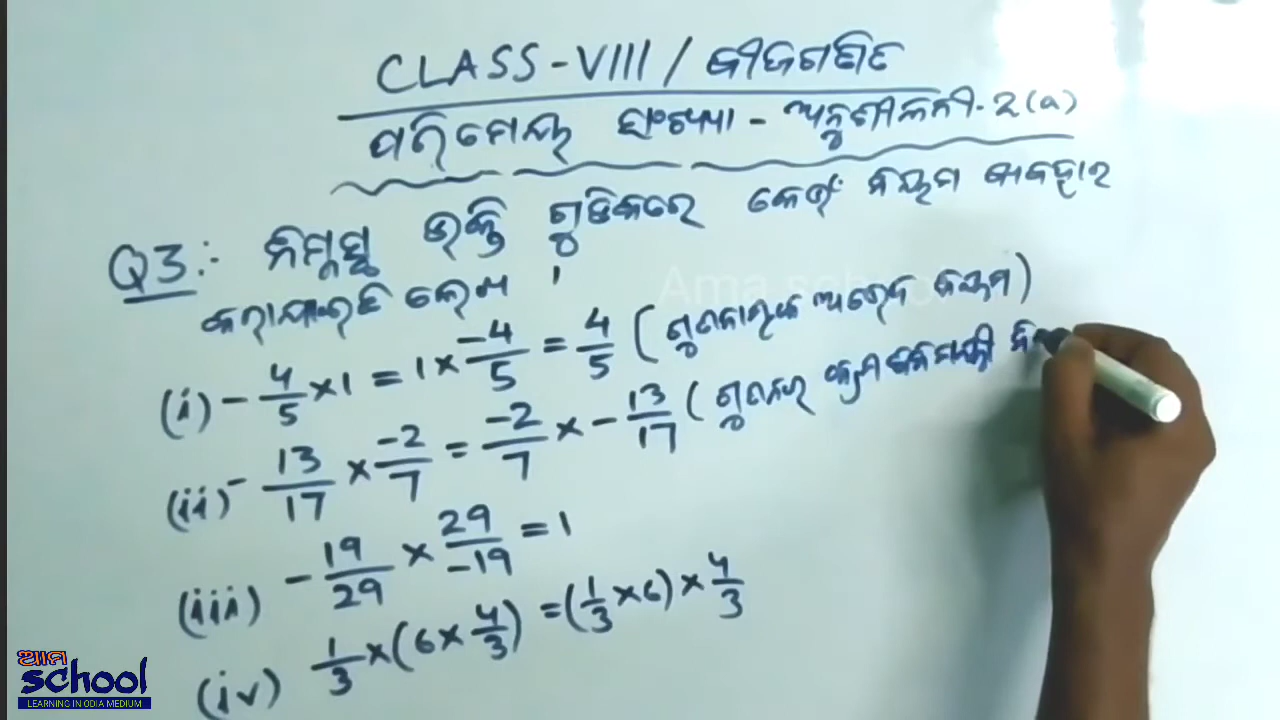 CLASS-VIII / ବୀଜଗଣିତ
ପରିମେୟ ସଂଖ୍ୟା - ଅନୁଶୀଳନୀ-୨(a)
Q3:- ନିମ୍ନସ୍ଥ ଉକ୍ତି ଗୁଡିକରେ କେଉଁ ନିୟମ ବ୍ୟବହାର
କରାଯାଇଛି ଲେଖ ।
(i) - 4/5 × 1 = 1 × -4/5 = 4/5 (ଗୁଣନାତ୍ମକ ଅଭେଦ ନିୟମ)
(ii) - 13/17 × -2/7 = -2/7 × - 13/17 (ଗୁଣନର କ୍ରମବିନିମୟୀ ନି
(iii) - 19/29 × 29/-19 = 1
(iv) 1/3 × (6 × 4/3) = (1/3 × 6) × 4/3
Ama school
ଆମ
school
LEARNING IN ODIA MEDIUM